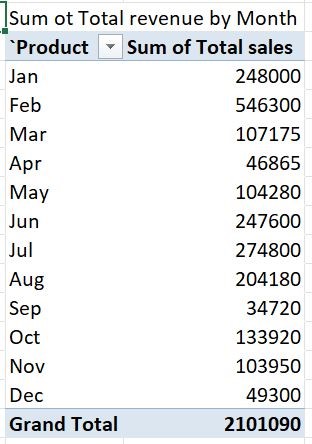 Sum ot Total revenue by Month
`Product Sum of Total sales
Jan 248000
Feb 546300
Mar 107175
Apr 46865
May 104280
Jun 247600
Jul 274800
Aug 204180
Sep 34720
Oct 133920
Nov 103950
Dec 49300
Grand Total 2101090